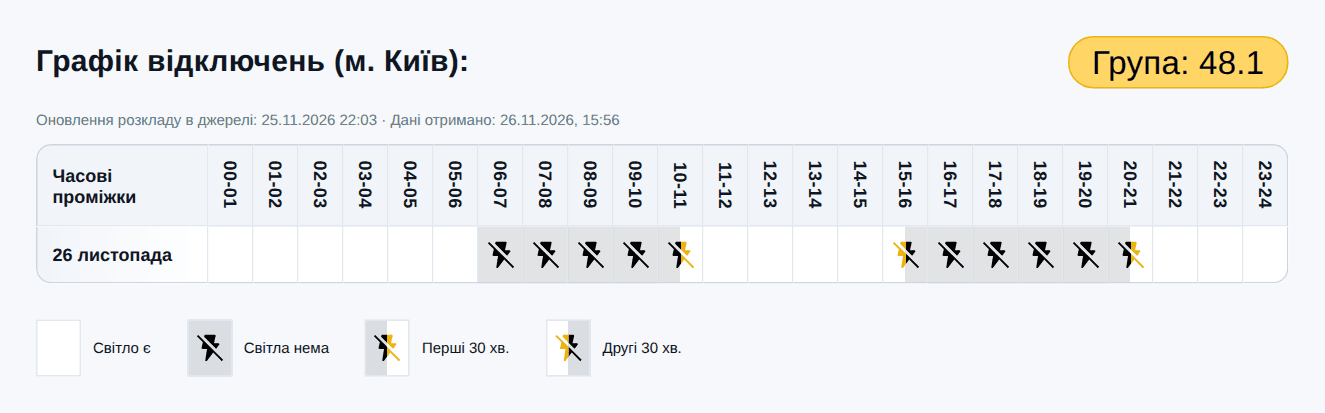 Графік відключень (м. Київ):
Група: 48.1
Оновлення розкладу в джерелі: 25.11.2026 22:03 · Дані отримано: 26.11.2026, 15:56
Часові
проміжки
00-01
01-02
02-03
03-04
04-05
05-06
06-07
07-08
08-09
09-10
10-11
11-12
12-13
13-14
14-15
15-16
16-17
17-18
18-19
19-20
20-21
21-22
22-23
23-24
26 листопада
Світло є
Світла нема
Перші 30 хв.
Другі 30 хв.